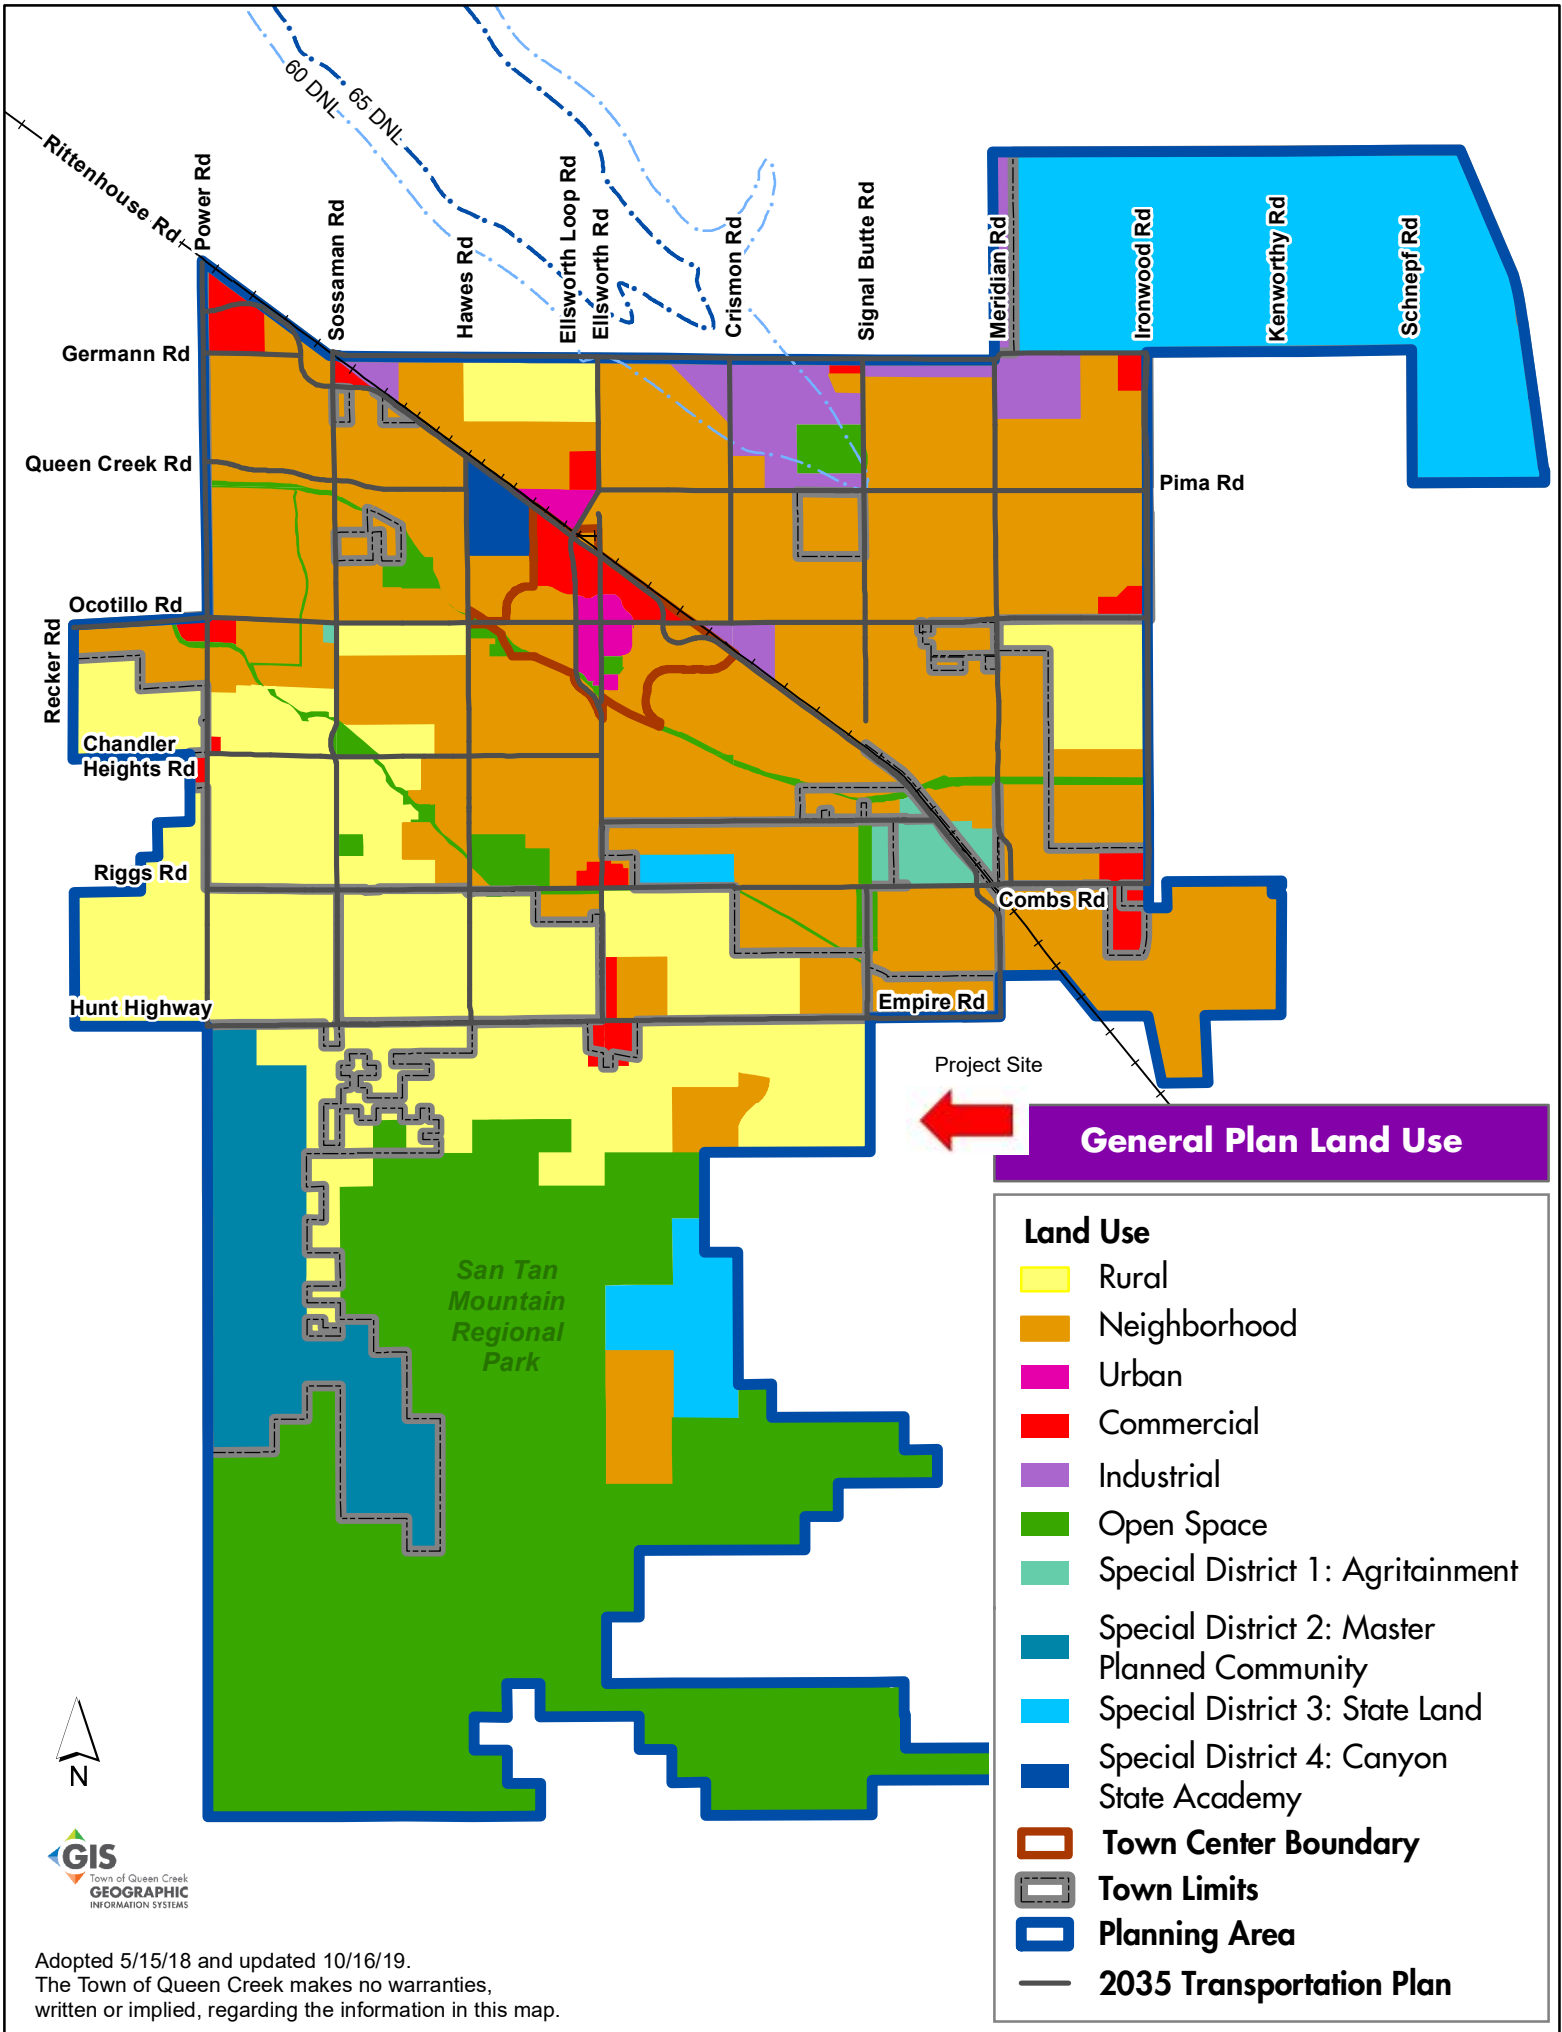 60 DNL
65 DNL
Rittenhouse Rd
Power Rd
Sossaman Rd
Hawes Rd
Ellsworth Loop Rd
Ellsworth Rd
Crismon Rd
Signal Butte Rd
Meridian Rd
Ironwood Rd
Kenworthy Rd
Schnepf Rd
Germann Rd
Queen Creek Rd
Pima Rd
Ocotillo Rd
Recker Rd
Chandler
Heights Rd
Riggs Rd
Combs Rd
Hunt Highway
Empire Rd
Project Site
General Plan Land Use
San Tan
Mountain
Regional
Park
Land Use
Rural
Neighborhood
Urban
Commercial
Industrial
Open Space
Special District 1: Agritainment
Special District 2: Master
Planned Community
Special District 3: State Land
Special District 4: Canyon
State Academy
Town Center Boundary
Town Limits
Planning Area
2035 Transportation Plan
N
GIS
Town of Queen Creek
GEOGRAPHIC
INFORMATION SYSTEMS
Adopted 5/15/18 and updated 10/16/19.
The Town of Queen Creek makes no warranties,
written or implied, regarding the information in this map.